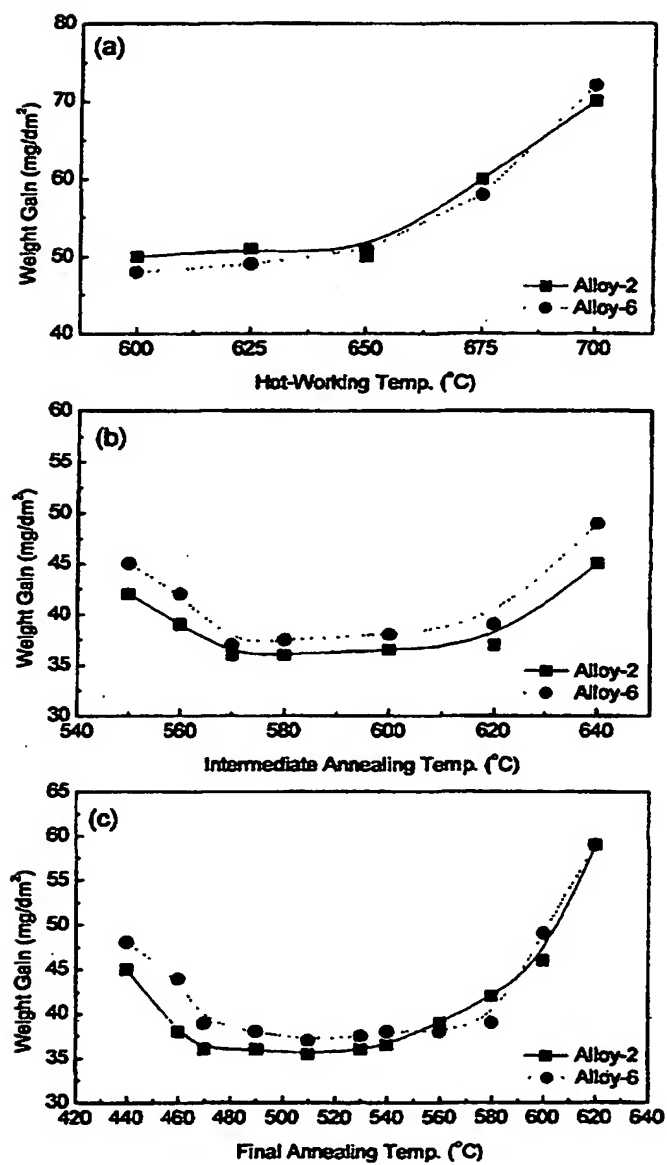 (a)
80
70
60
50
40
Weight Gain (mg/dm²)
Alloy-2
Alloy-6
600 625 650 675 700
Hot-Working Temp. (°C)
(b)
60
55
50
45
40
35
30
Weight Gain (mg/dm²)
Alloy-2
Alloy-6
540 560 580 600 620 640
Intermediate Annealing Temp. (°C)
(c)
65
60
55
50
45
40
35
30
25
Weight Gain (mg/dm²)
Alloy-2
Alloy-6
420 440 460 480 500 520 540 560 580 600 620 640
Final Annealing Temp. (°C)